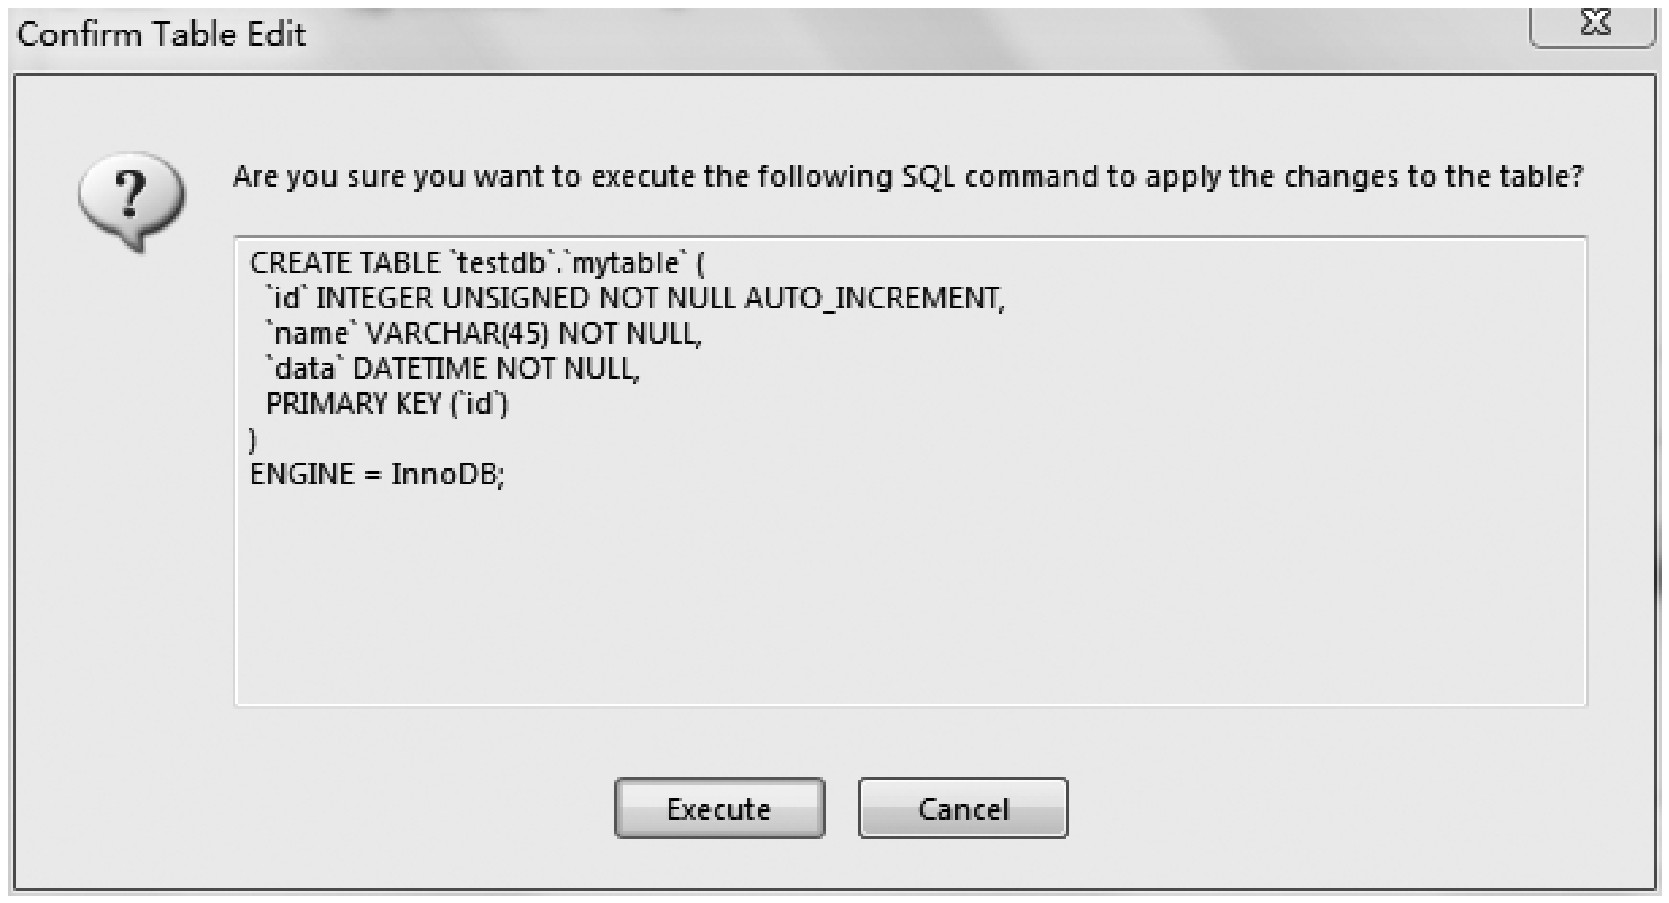 Confirm Table Edit
Are you sure you want to execute the following SQL command to apply the changes to the table?
CREATE TABLE `testdb`.`mytable` (
`id` INTEGER UNSIGNED NOT NULL AUTO_INCREMENT,
`name` VARCHAR(45) NOT NULL,
`data` DATETIME NOT NULL,
PRIMARY KEY (`id`)
)
ENGINE = InnoDB;
Execute Cancel